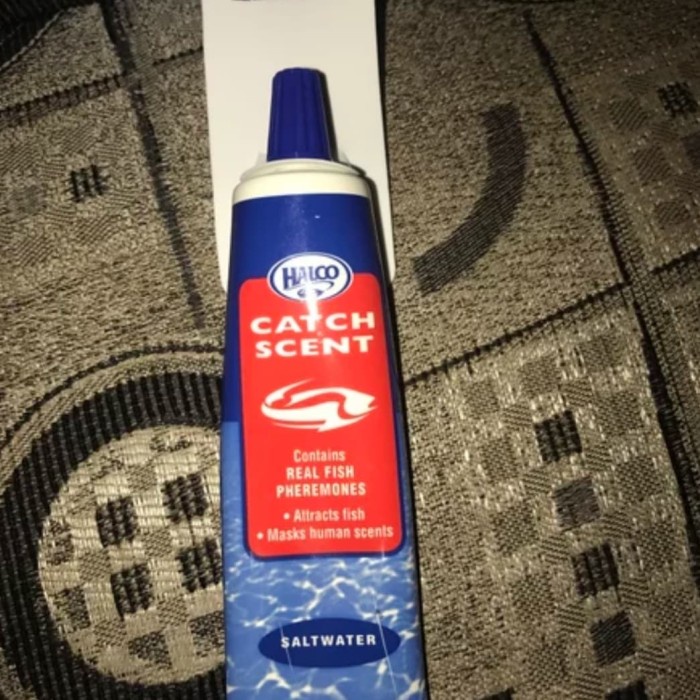 HALCO
CATCH
SCENT
Contains
REAL FISH
PHEREMONES
• Attracts fish
• Masks human scents
SALTWATER